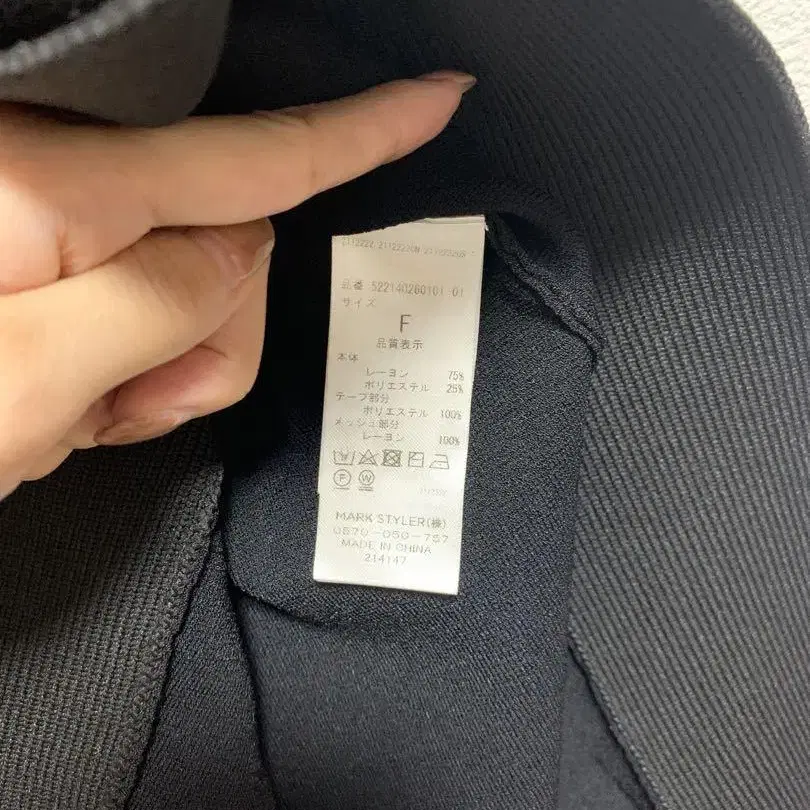 品番 522140260101 01
サイズ
F
品質表示
本体
レーヨン 75%
ポリエステル 25%
テープ部分
ポリエステル 100%
メッシュ部分
レーヨン 100%
F W
MARK STYLER(株)
0570-050-757
MADE IN CHINA
214147